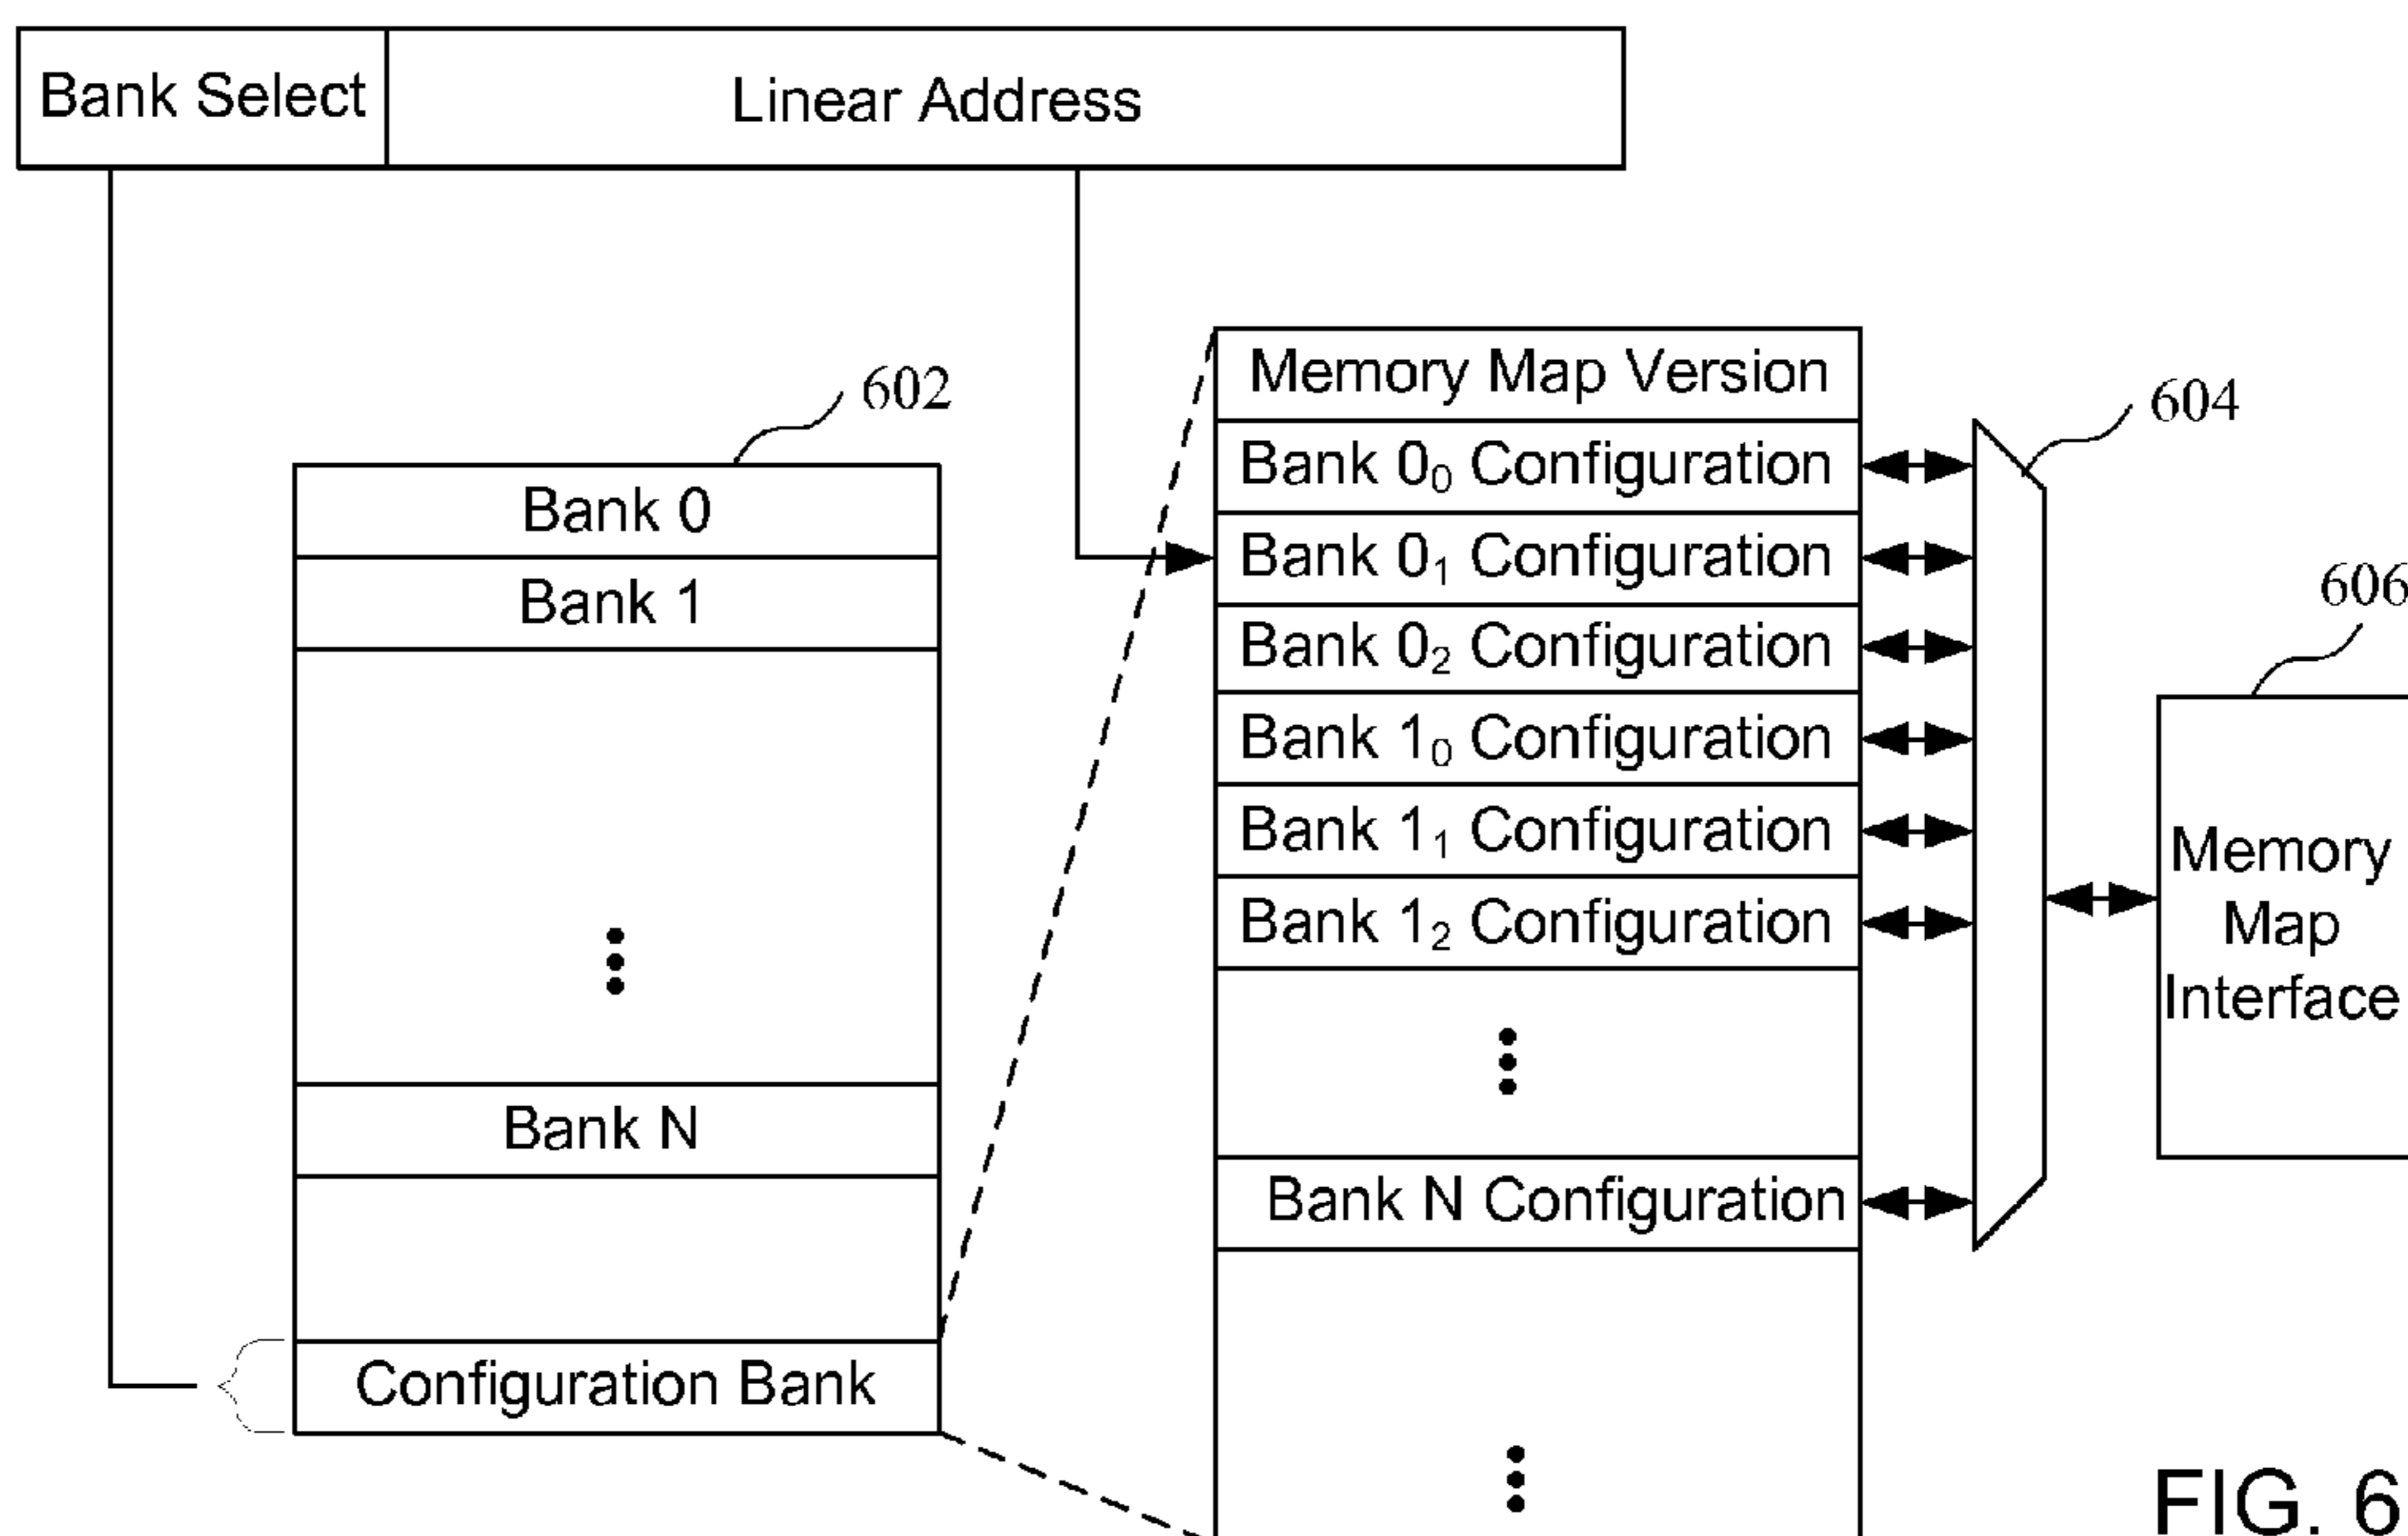 Bank Select
Linear Address
602
Bank 0
Bank 1
Bank N
Configuration Bank
Memory Map Version
Bank 0₀ Configuration
Bank 0₁ Configuration
Bank 0₂ Configuration
Bank 1₀ Configuration
Bank 1₁ Configuration
Bank 1₂ Configuration
Bank N Configuration
604
606
Memory
Map
Interface
FIG. 6